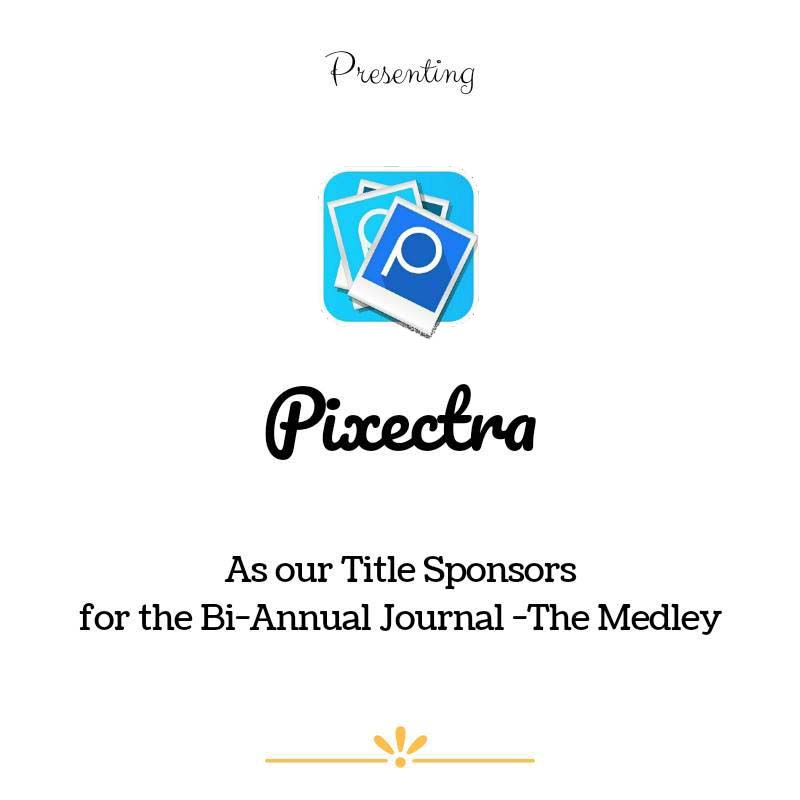 Presenting
P
P
Pixectra
As our Title Sponsors
for the Bi-Annual Journal -The Medley